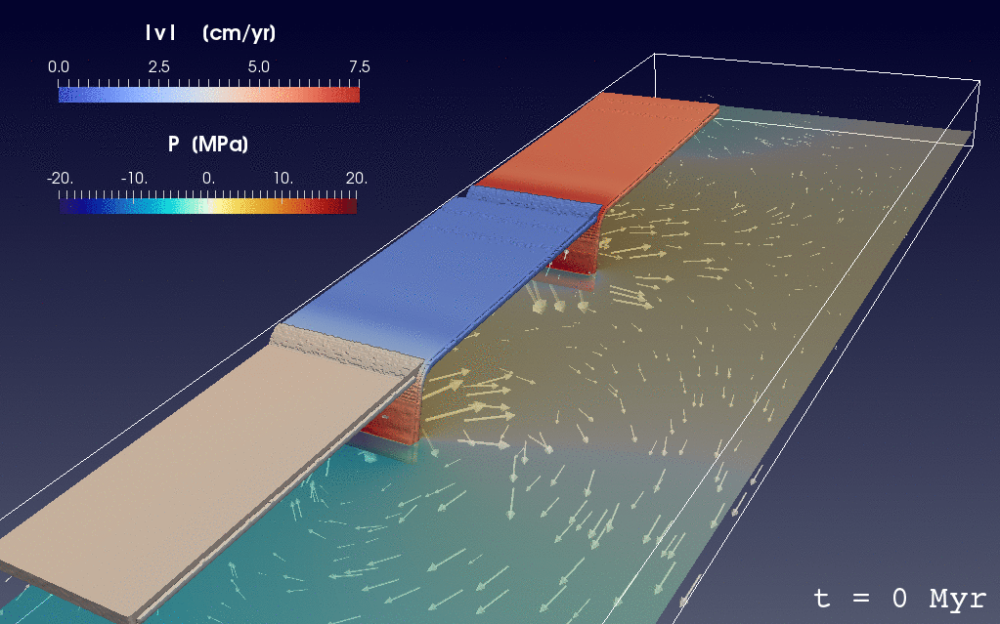 |v| [cm/yr]
0.0 2.5 5.0 7.5
P [MPa]
-20. -10. 0. 10. 20.
t = 0 Myr